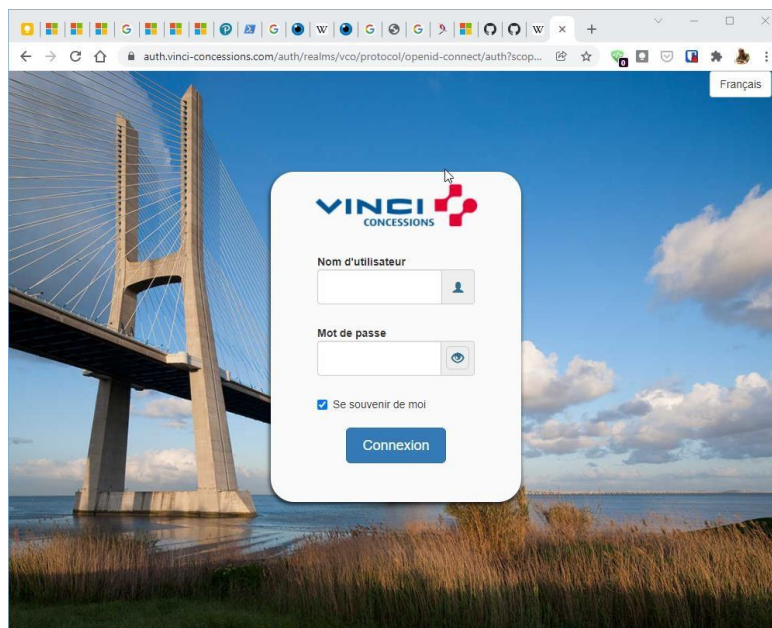 auth.vinci-concessions.com/auth/realms/vco/protocol/openid-connect/auth?scop...
0
Français
VINCI
CONCESSIONS
Nom d'utilisateur
Mot de passe
Se souvenir de moi
Connexion